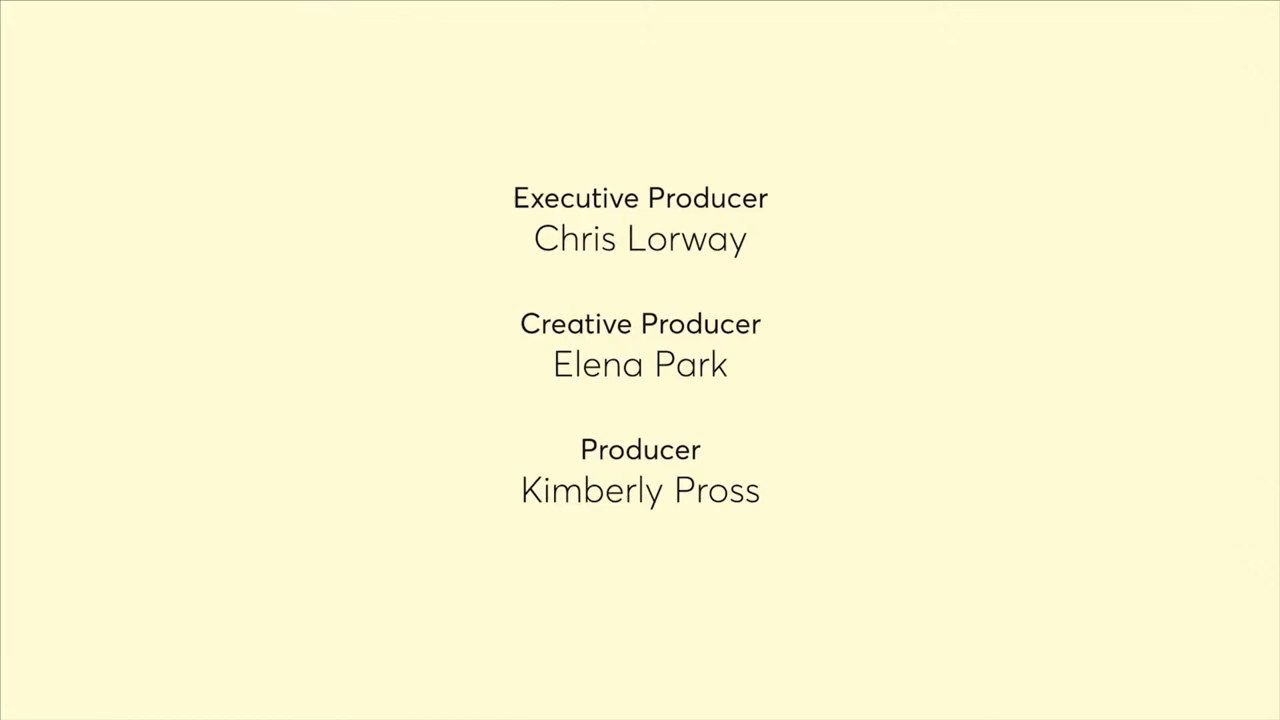 Executive Producer
Chris Lorway
Creative Producer
Elena Park
Producer
Kimberly Pross